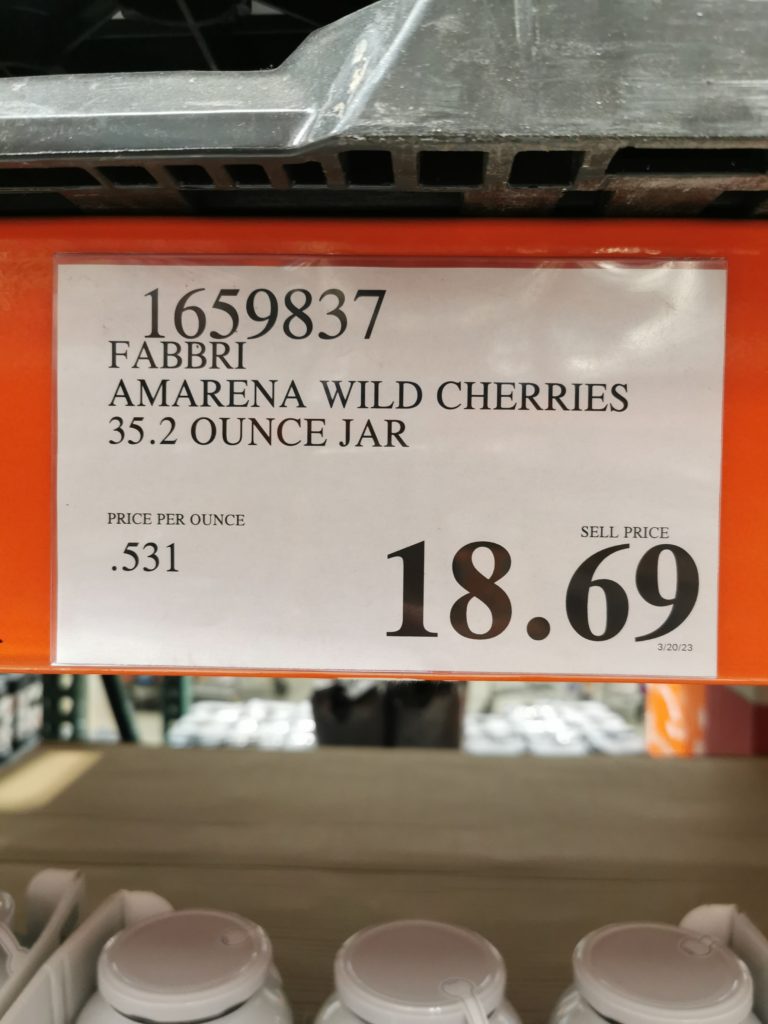 1659837
FABBRI
AMARENA WILD CHERRIES
35.2 OUNCE JAR
PRICE PER OUNCE
.531
SELL PRICE
18.69
3/20/23